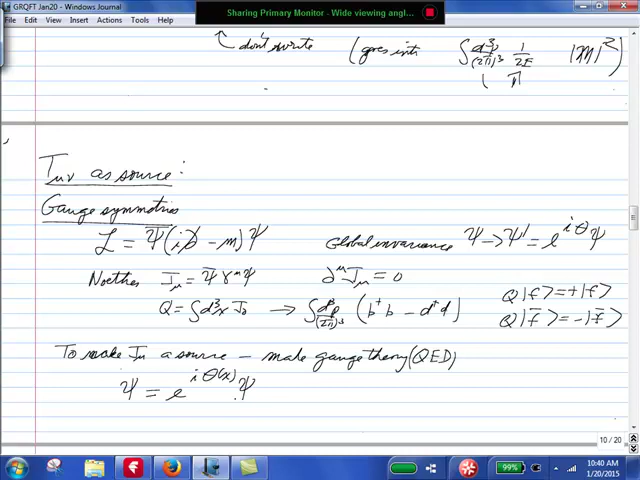 GRQFT Jan20 - Windows Journal
Sharing Primary Monitor - Wide viewing angl...
File Edit View Insert Actions Tools Help
don't write (goes into ∫ d³p/(2π)³ 1/2E |M|²)
( π
Tμν as source:
Gauge symmetries
ℒ = Ψ̄(i∂̸ - m)Ψ Global invariance Ψ → Ψ' = e^{iθ}Ψ
Noether Jμ = Ψ̄γ^μΨ ∂^μJμ = 0
Q = ∫d³x J₀ → ∫ d³p/(2π)³ (b†b - d†d) Q|f> = +|f>
Q|f̄> = -|f̄>
To make Jμ a source - make gauge theory (QED)
Ψ = e^{iθ(x)}Ψ
10 / 20
99%
10:40 AM
1/20/2015